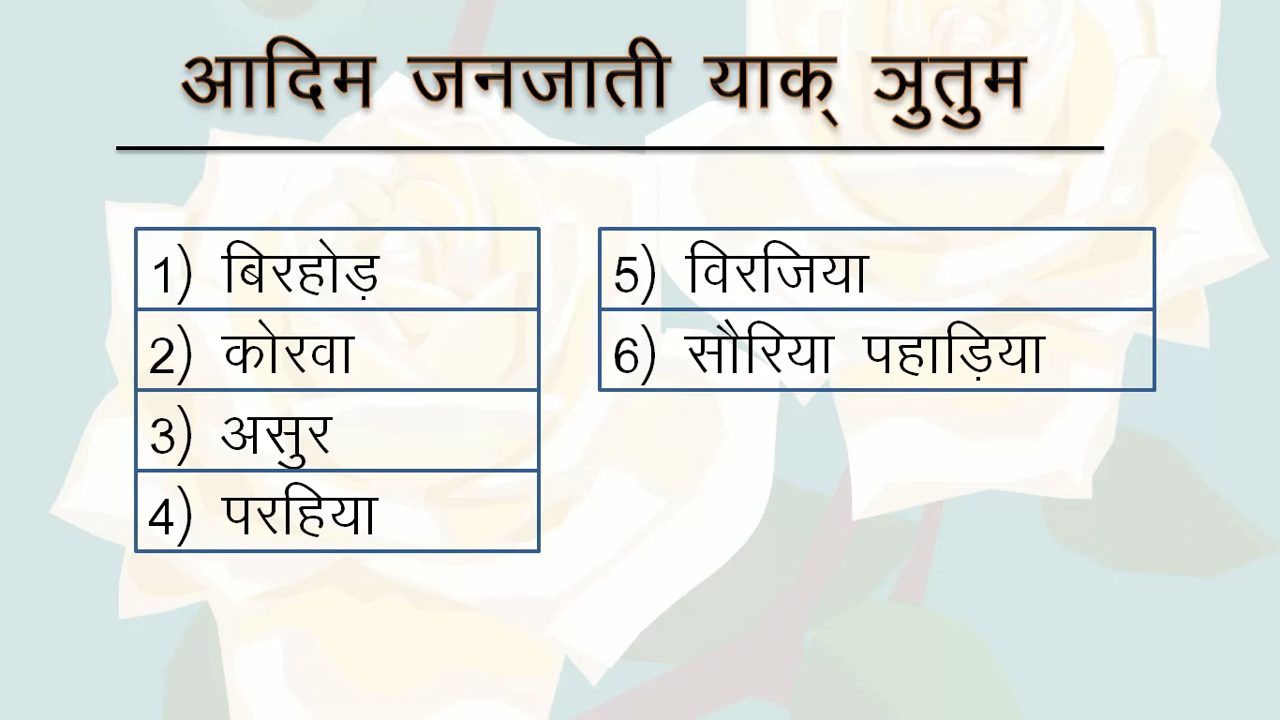 आदिम जनजाती याक् ञुतुम
1) बिरहोड़
2) कोरवा
3) असुर
4) परहिया
5) विरजिया
6) सौरिया पहाड़िया